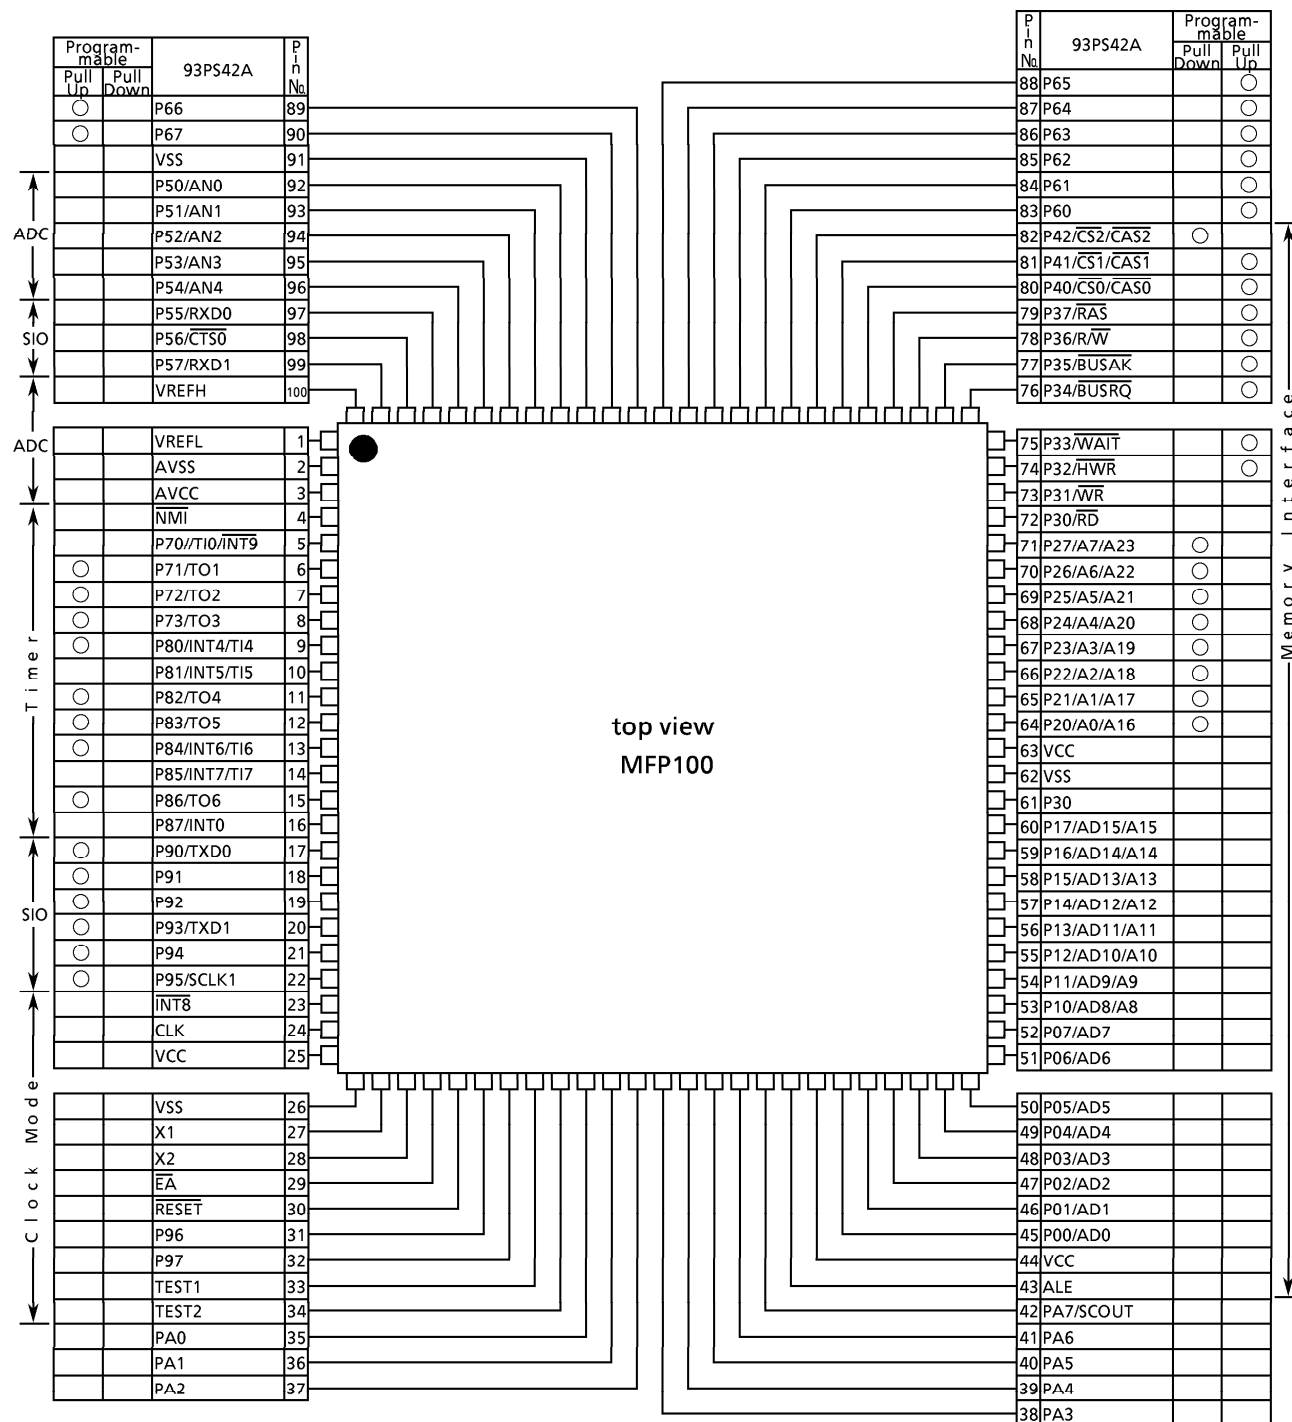 Program-
mable
Pull
Up
Pull
Down
93PS42A
Pin No.
P66 89
P67 90
VSS 91
P50/AN0 92
P51/AN1 93
P52/AN2 94
P53/AN3 95
P54/AN4 96
P55/RXD0 97
P56/CTS0 98
P57/RXD1 99
VREFH 100
ADC
SIO
Pin No.
93PS42A
Program-
mable
Pull
Down
Pull
Up
88 P65
87 P64
86 P63
85 P62
84 P61
83 P60
82 P42/CS2/CAS2
81 P41/CS1/CAS1
80 P40/CS0/CAS0
79 P37/RAS
78 P36/R/W
77 P35/BUSAK
76 P34/BUSRQ
VREFL 1
AVSS 2
AVCC 3
NMI 4
P70//TI0/INT9 5
P71/TO1 6
P72/TO2 7
P73/TO3 8
P80/INT4/TI4 9
P81/INT5/TI5 10
P82/TO4 11
P83/TO5 12
P84/INT6/TI6 13
P85/INT7/TI7 14
P86/TO6 15
P87/INT0 16
P90/TXD0 17
P91 18
P92 19
P93/TXD1 20
P94 21
P95/SCLK1 22
INT8 23
CLK 24
VCC 25
ADC
Timer
SIO
top view
MFP100
75 P33/WAIT
74 P32/HWR
73 P31/WR
72 P30/RD
71 P27/A7/A23
70 P26/A6/A22
69 P25/A5/A21
68 P24/A4/A20
67 P23/A3/A19
66 P22/A2/A18
65 P21/A1/A17
64 P20/A0/A16
63 VCC
62 VSS
61 P30
60 P17/AD15/A15
59 P16/AD14/A14
58 P15/AD13/A13
57 P14/AD12/A12
56 P13/AD11/A11
55 P12/AD10/A10
54 P11/AD9/A9
53 P10/AD8/A8
52 P07/AD7
51 P06/AD6
Memory Interface
VSS 26
X1 27
X2 28
EA 29
RESET 30
P96 31
P97 32
TEST1 33
TEST2 34
PA0 35
PA1 36
PA2 37
Clock Mode
50 P05/AD5
49 P04/AD4
48 P03/AD3
47 P02/AD2
46 P01/AD1
45 P00/AD0
44 VCC
43 ALE
42 PA7/SCOUT
41 PA6
40 PA5
39 PA4
38 PA3